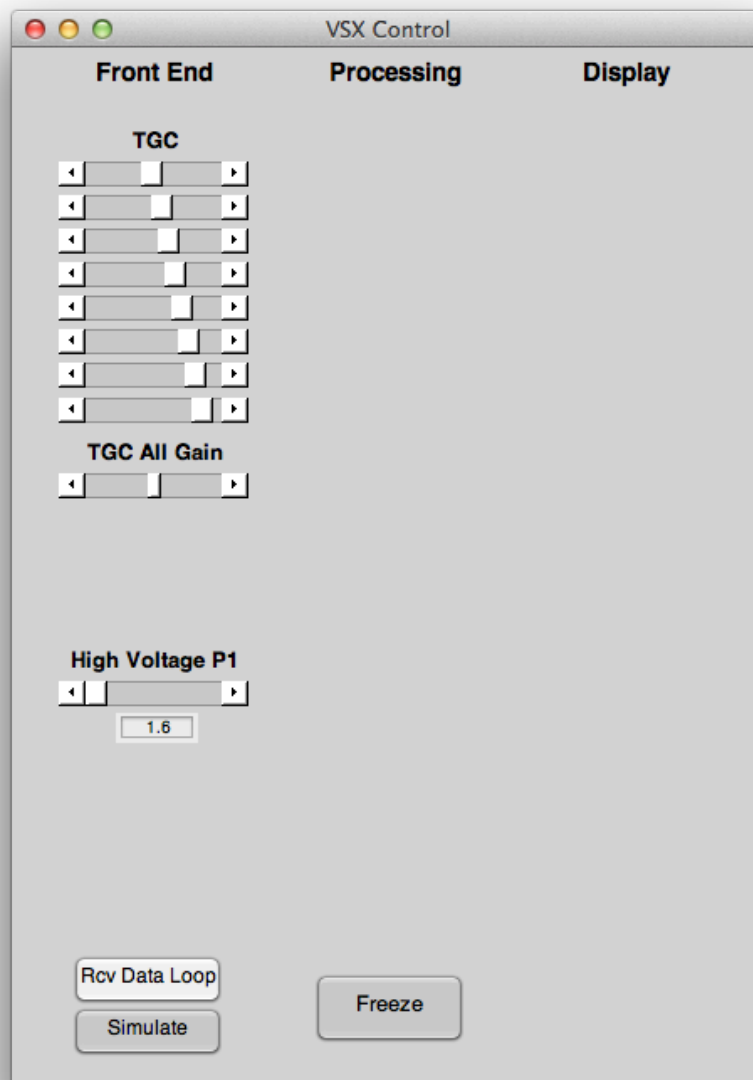 VSX Control
Front End Processing Display
TGC
TGC All Gain
High Voltage P1
1.6
Rcv Data Loop
Simulate
Freeze